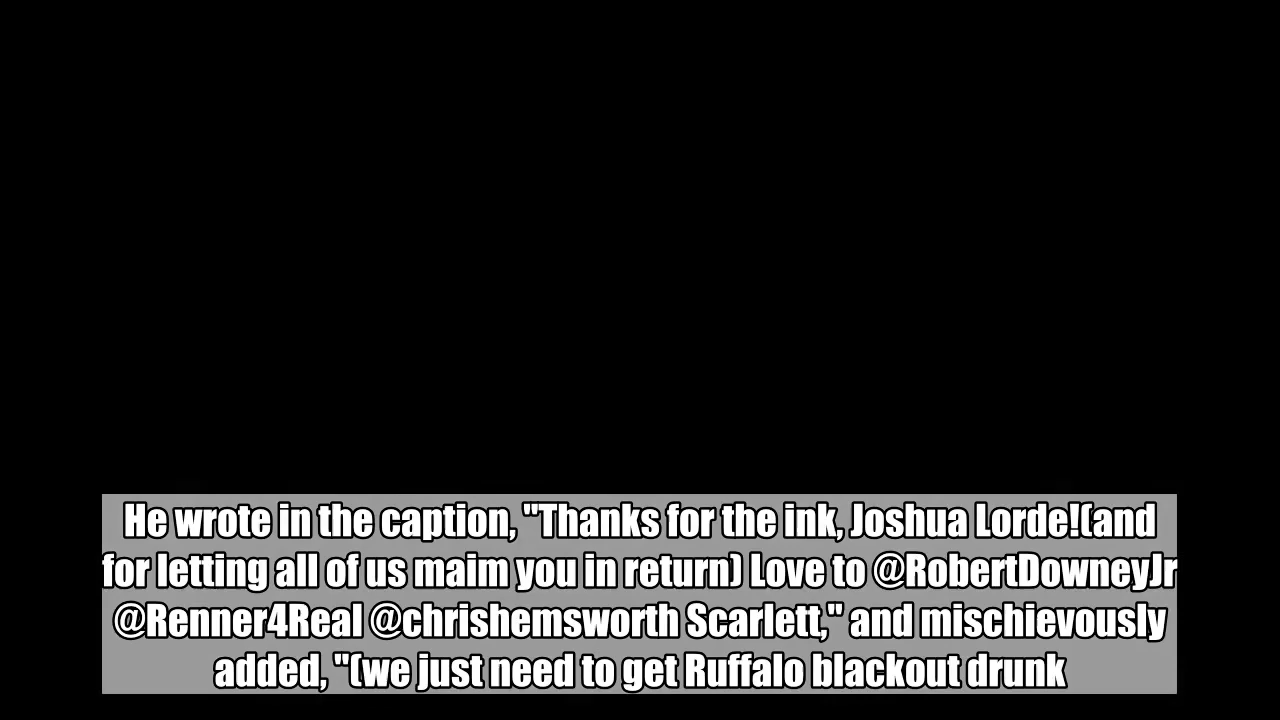 He wrote in the caption, "Thanks for the ink, Joshua Lorde!(and
for letting all of us maim you in return) Love to @RobertDowneyJr
@Renner4Real @chrishemsworth Scarlett," and mischievously
added, "(we just need to get Ruffalo blackout drunk